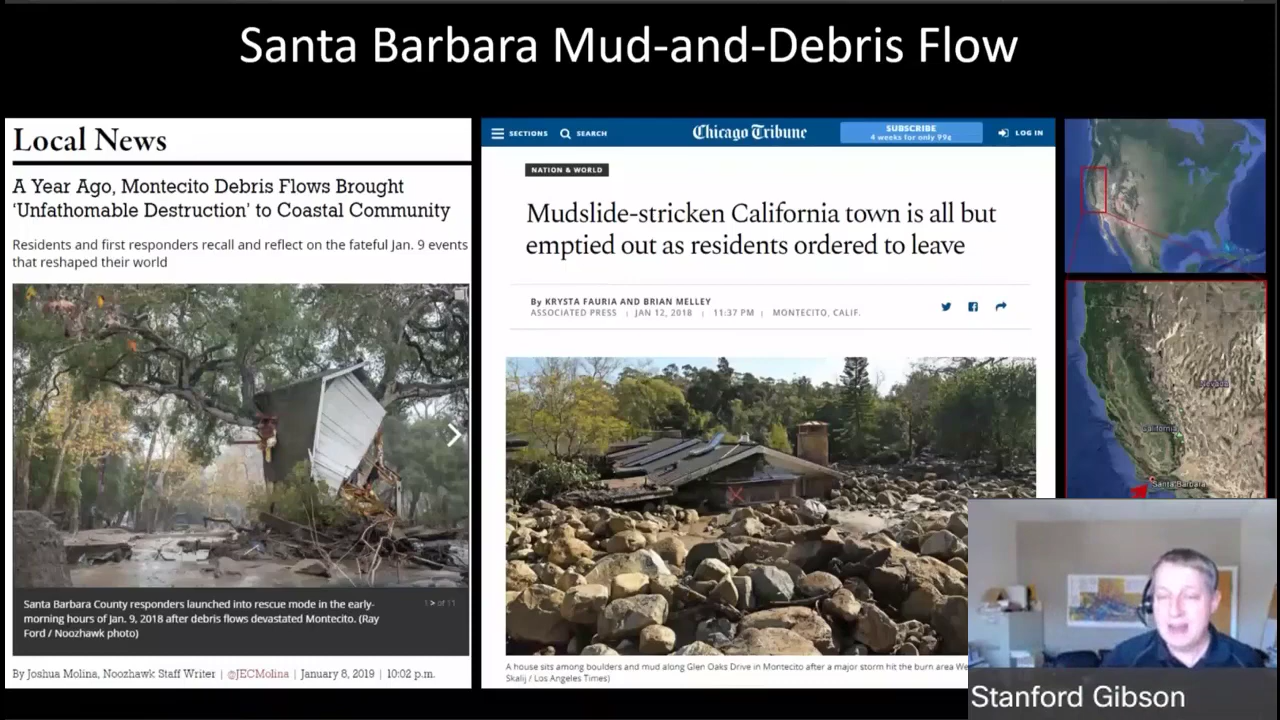 Santa Barbara Mud-and-Debris Flow
Local News
A Year Ago, Montecito Debris Flows Brought
‘Unfathomable Destruction’ to Coastal Community
Residents and first responders recall and reflect on the fateful Jan. 9 events
that reshaped their world
Santa Barbara County responders launched into rescue mode in the early-
morning hours of Jan. 9, 2018 after debris flows devastated Montecito. (Ray
Ford / Noozhawk photo)
1 > of 11
By Joshua Molina, Noozhawk Staff Writer | @JECMolina | January 8, 2019 | 10:02 p.m.
SECTIONS SEARCH Chicago Tribune SUBSCRIBE
4 weeks for only 99¢
LOG IN
NATION & WORLD
Mudslide-stricken California town is all but
emptied out as residents ordered to leave
By KRYSTA FAURIA AND BRIAN MELLEY
ASSOCIATED PRESS | JAN 12, 2018 | 11:37 PM | MONTECITO, CALIF.
A house sits among boulders and mud along Glen Oaks Drive in Montecito after a major storm hit the burn area We
Skalij / Los Angeles Times)
Nevada
California
Santa Barbara
Stanford Gibson